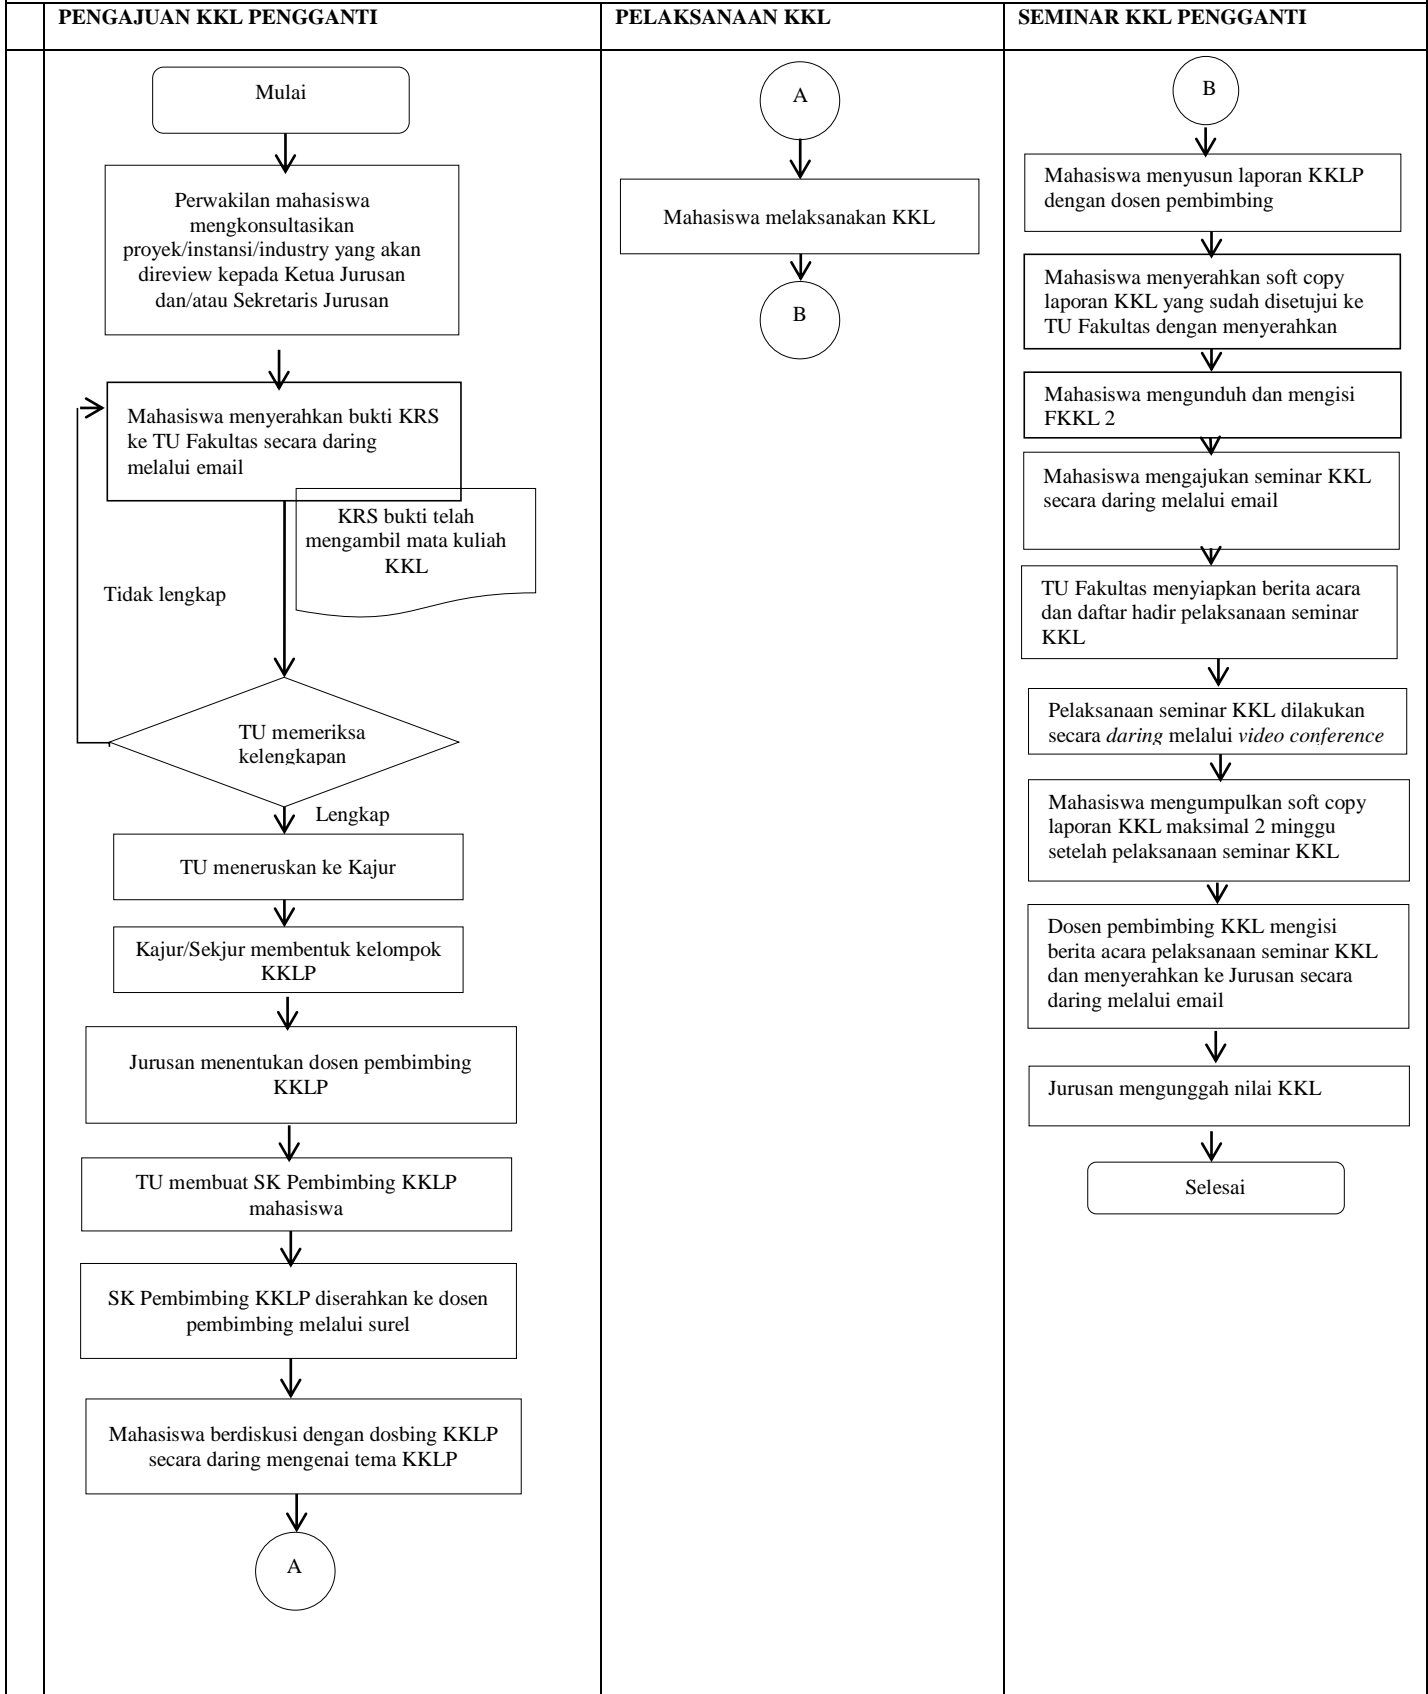 PENGAJUAN KKL PENGGANTI
Mulai
Perwakilan mahasiswa
mengkonsultasikan
proyek/instansi/industry yang akan
direview kepada Ketua Jurusan
dan/atau Sekretaris Jurusan
Mahasiswa menyerahkan bukti KRS
ke TU Fakultas secara daring
melalui email
KRS bukti telah
mengambil mata kuliah
KKL
Tidak lengkap
TU memeriksa
kelengkapan
Lengkap
TU meneruskan ke Kajur
Kajur/Sekjur membentuk kelompok
KKLP
Jurusan menentukan dosen pembimbing
KKLP
TU membuat SK Pembimbing KKLP
mahasiswa
SK Pembimbing KKLP diserahkan ke dosen
pembimbing melalui surel
Mahasiswa berdiskusi dengan dosbing KKLP
secara daring mengenai tema KKLP
A
PELAKSANAAN KKL
A
Mahasiswa melaksanakan KKL
B
SEMINAR KKL PENGGANTI
B
Mahasiswa menyusun laporan KKLP
dengan dosen pembimbing
Mahasiswa menyerahkan soft copy
laporan KKL yang sudah disetujui ke
TU Fakultas dengan menyerahkan
Mahasiswa mengunduh dan mengisi
FKKL 2
Mahasiswa mengajukan seminar KKL
secara daring melalui email
TU Fakultas menyiapkan berita acara
dan daftar hadir pelaksanaan seminar
KKL
Pelaksanaan seminar KKL dilakukan
secara daring melalui video conference
Mahasiswa mengumpulkan soft copy
laporan KKL maksimal 2 minggu
setelah pelaksanaan seminar KKL
Dosen pembimbing KKL mengisi
berita acara pelaksanaan seminar KKL
dan menyerahkan ke Jurusan secara
daring melalui email
Jurusan mengunggah nilai KKL
Selesai